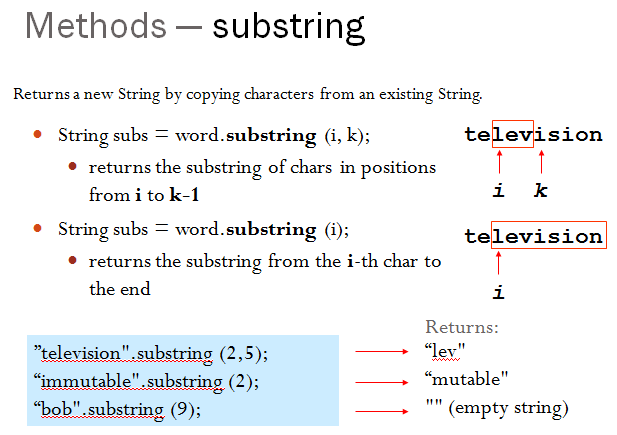 Methods — substring
Returns a new String by copying characters from an existing String.
• String subs = word.substring (i, k);
• returns the substring of chars in positions
from i to k-1
television
i k
• String subs = word.substring (i);
• returns the substring from the i-th char to
the end
television
i
Returns:
”television".substring (2,5);
“lev"
“immutable".substring (2);
“mutable"
“bob".substring (9);
"" (empty string)